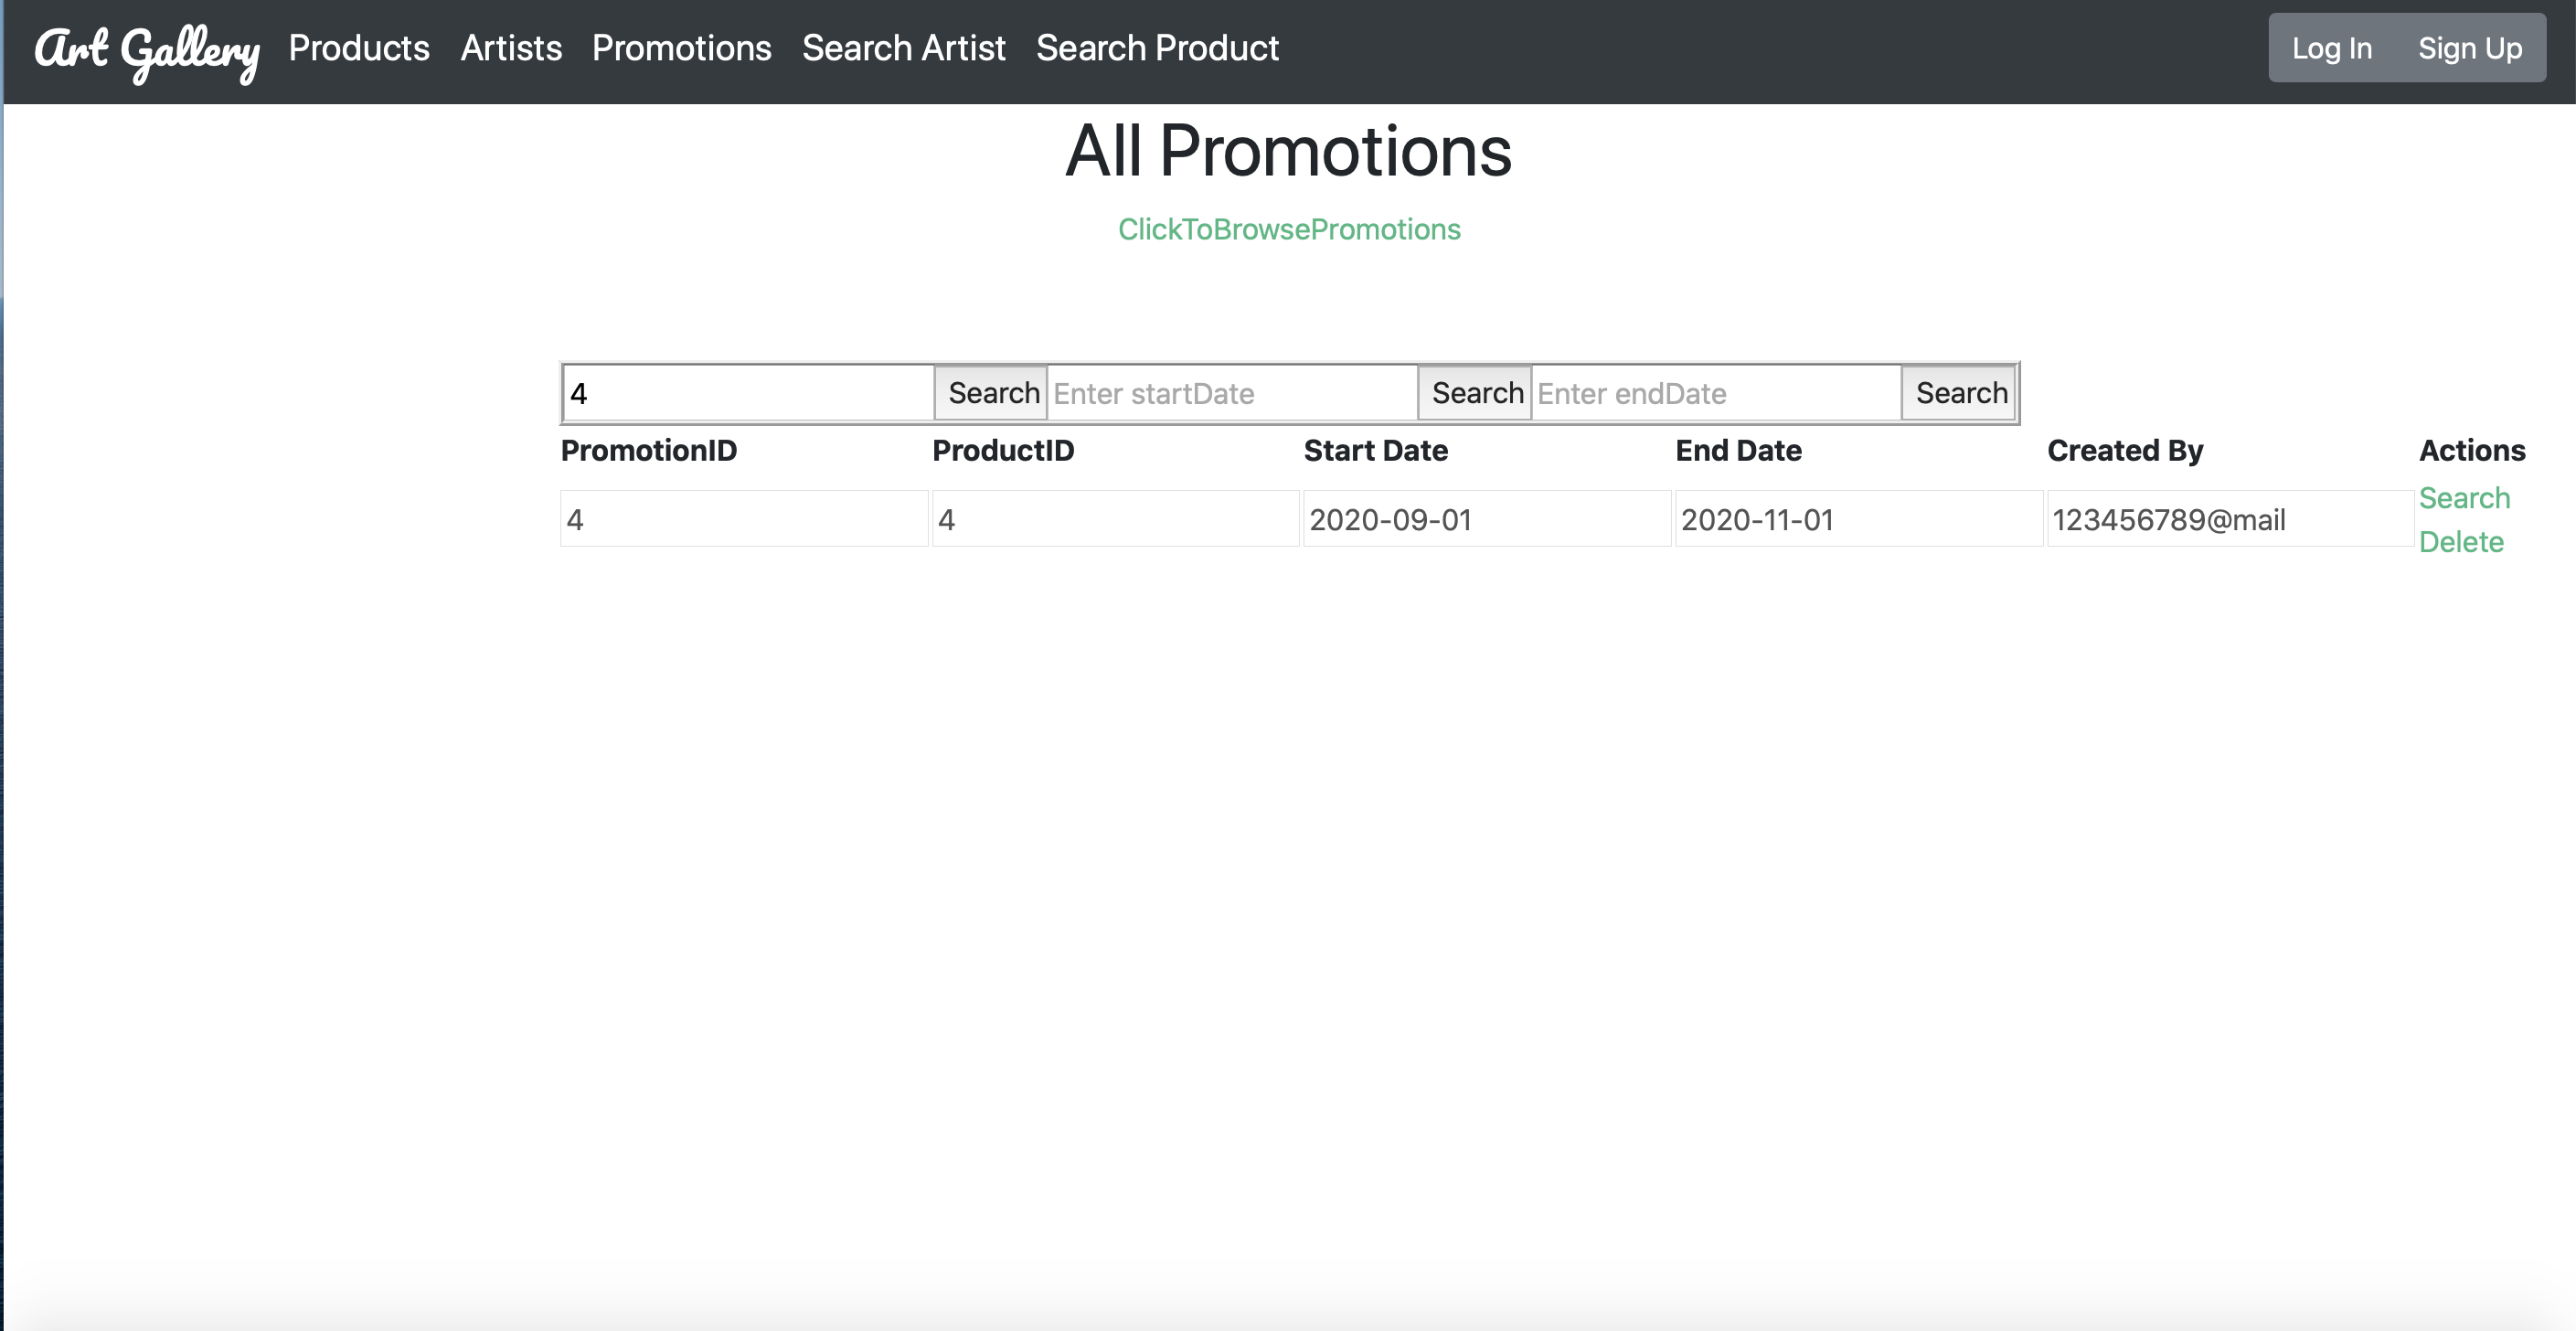 Art Gallery Products Artists Promotions Search Artist Search Product Log In Sign Up
All Promotions
ClickToBrowsePromotions
4 Search Enter startDate Search Enter endDate Search
PromotionID ProductID Start Date End Date Created By Actions
4 4 2020-09-01 2020-11-01 123456789@mail Search
Delete